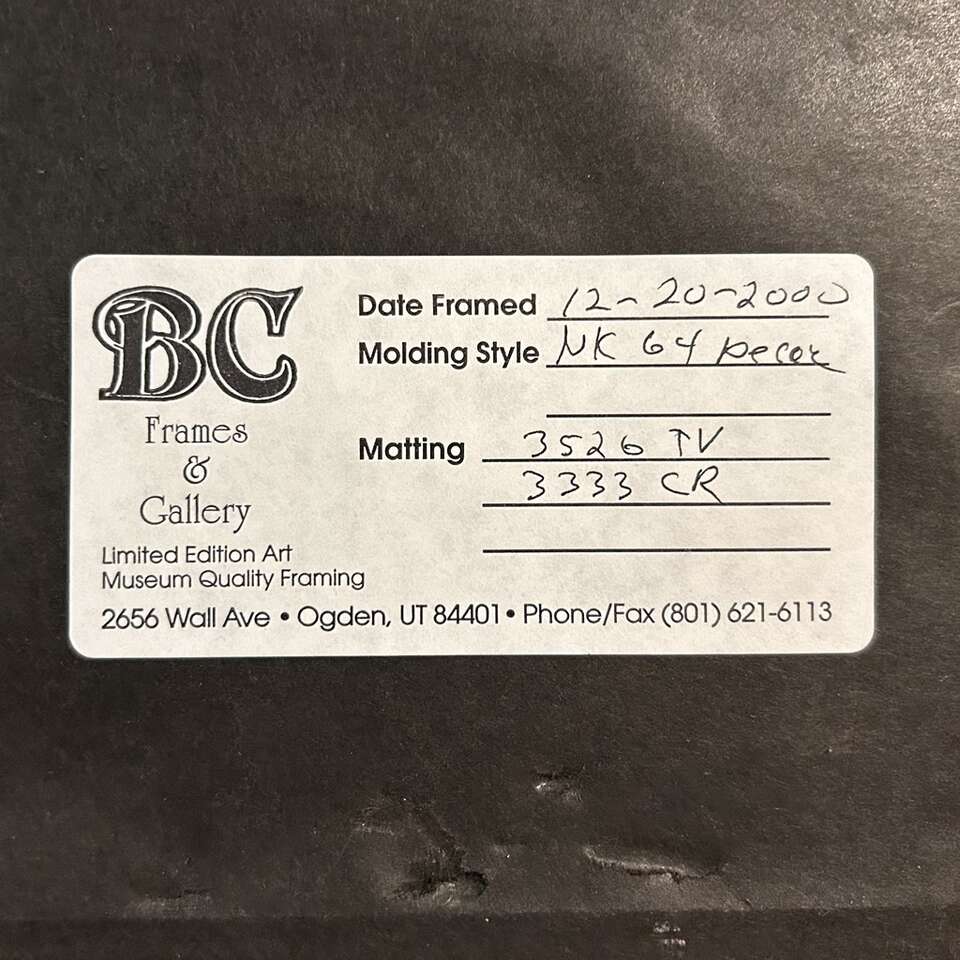 BC
Frames
&
Gallery
Limited Edition Art
Museum Quality Framing
Date Framed 12-20-2000
Molding Style NK 64 Decor
Matting 3526 TV
3333 CR
2656 Wall Ave • Ogden, UT 84401 • Phone/Fax (801) 621-6113